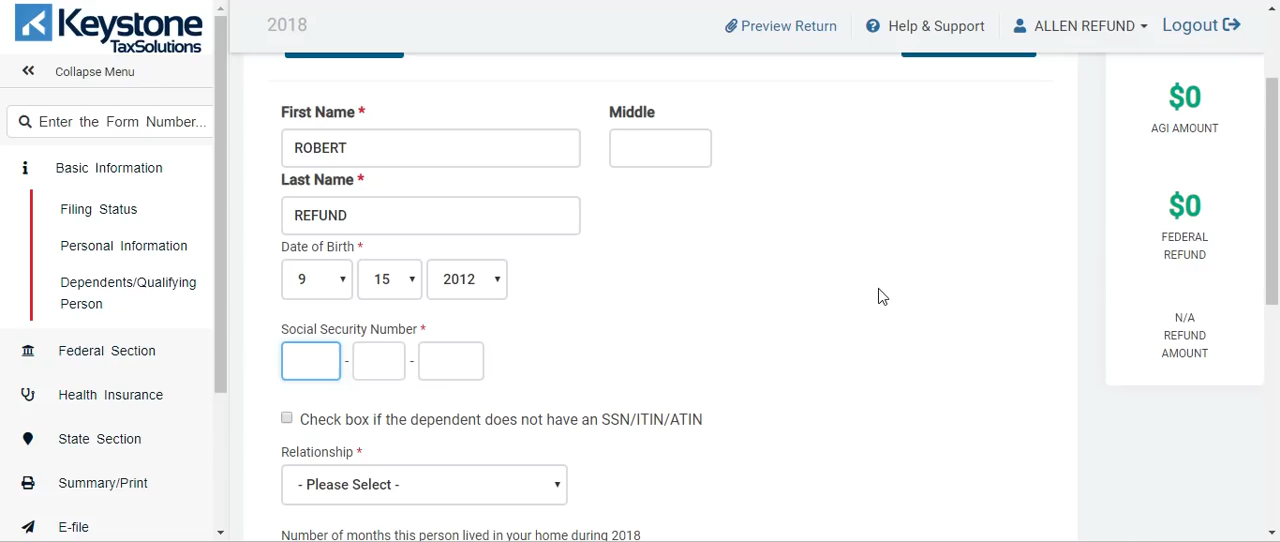 Keystone
TaxSolutions
2018
Preview Return
Help & Support
ALLEN REFUND
Logout
Collapse Menu
Enter the Form Number...
Basic Information
Filing Status
Personal Information
Dependents/Qualifying
Person
Federal Section
Health Insurance
State Section
Summary/Print
E-file
First Name *
Middle
ROBERT
Last Name *
REFUND
Date of Birth *
9 15 2012
Social Security Number *
- -
Check box if the dependent does not have an SSN/ITIN/ATIN
Relationship *
- Please Select -
Number of months this person lived in your home during 2018
$0
AGI AMOUNT
$0
FEDERAL
REFUND
N/A
REFUND
AMOUNT